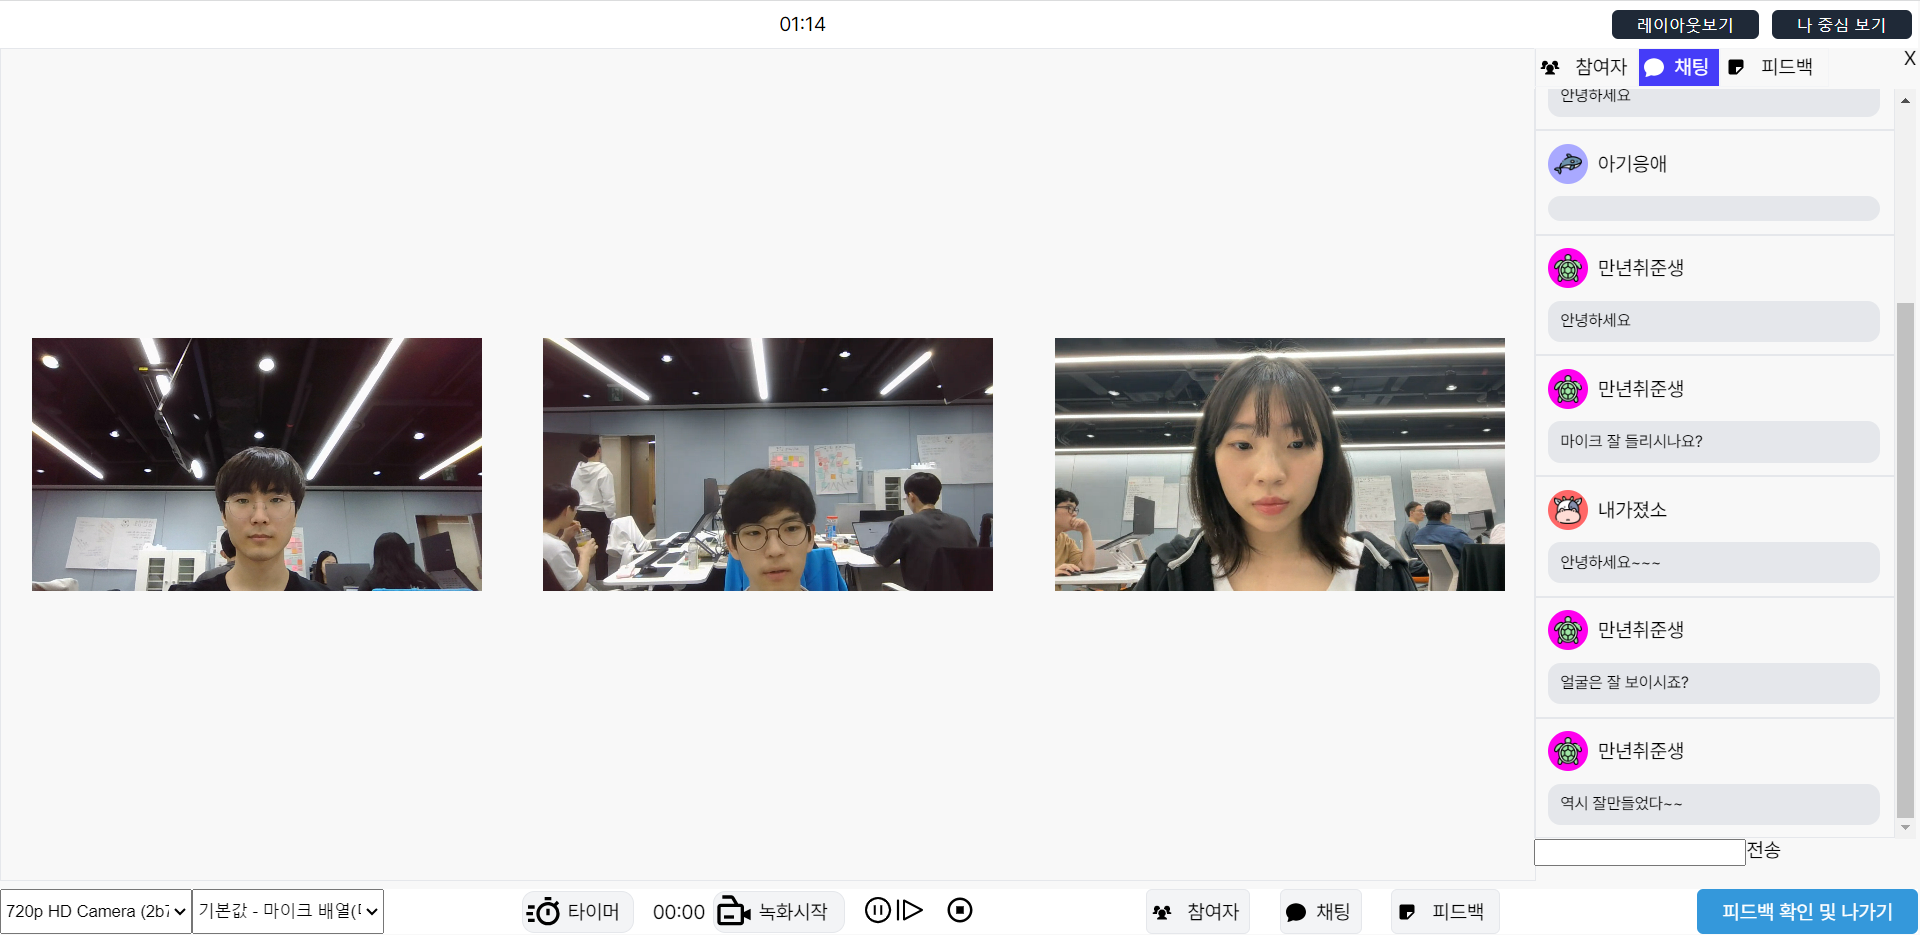 01:14
레이아웃보기
나 중심 보기
참여자
채팅
피드백
X
안녕하세요
아기응애
만년취준생
안녕하세요
만년취준생
마이크 잘 들리시나요?
내가졌소
안녕하세요~~~
만년취준생
얼굴은 잘 보이시죠?
만년취준생
역시 잘만들었다~~
전송
720p HD Camera (2b7
기본값 - 마이크 배열(
타이머
00:00
녹화시작
참여자
채팅
피드백
피드백 확인 및 나가기